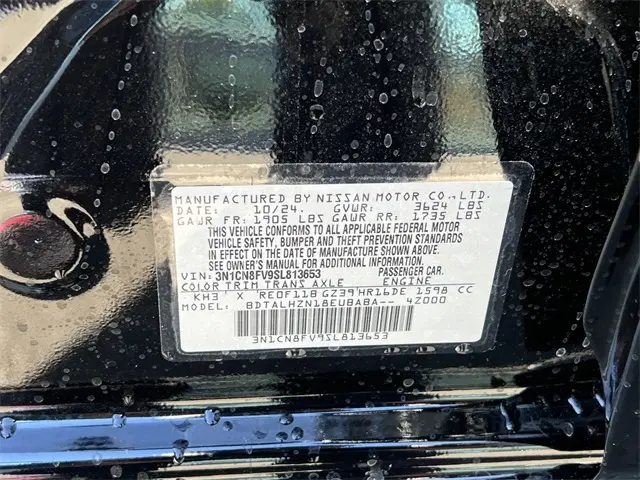 MANUFACTURED BY NISSAN MOTOR CO., LTD.
DATE: 10/24. GVWR: 3624 LBS
GAWR FR: 1905 LBS GAWR RR: 1735 LBS
THIS VEHICLE CONFORMS TO ALL APPLICABLE FEDERAL MOTOR
VEHICLE SAFETY, BUMPER AND THEFT PREVENTION STANDARDS
IN EFFECT ON THE DATE OF MANUFACTURE SHOWN ABOVE.
SEE OWNER'S MANUAL FOR ADDITIONAL INFORMATION.
VIN: 3N1CN8FV9SL813653 PASSENGER CAR.
COLOR TRIM TRANS AXLE ENGINE
KH3 X RE0F11B GZ39 HR16DE 1598 CC
MODEL: BDTALHZN18EUBABA-- 4Z000
3N1CN8FV9SL813653